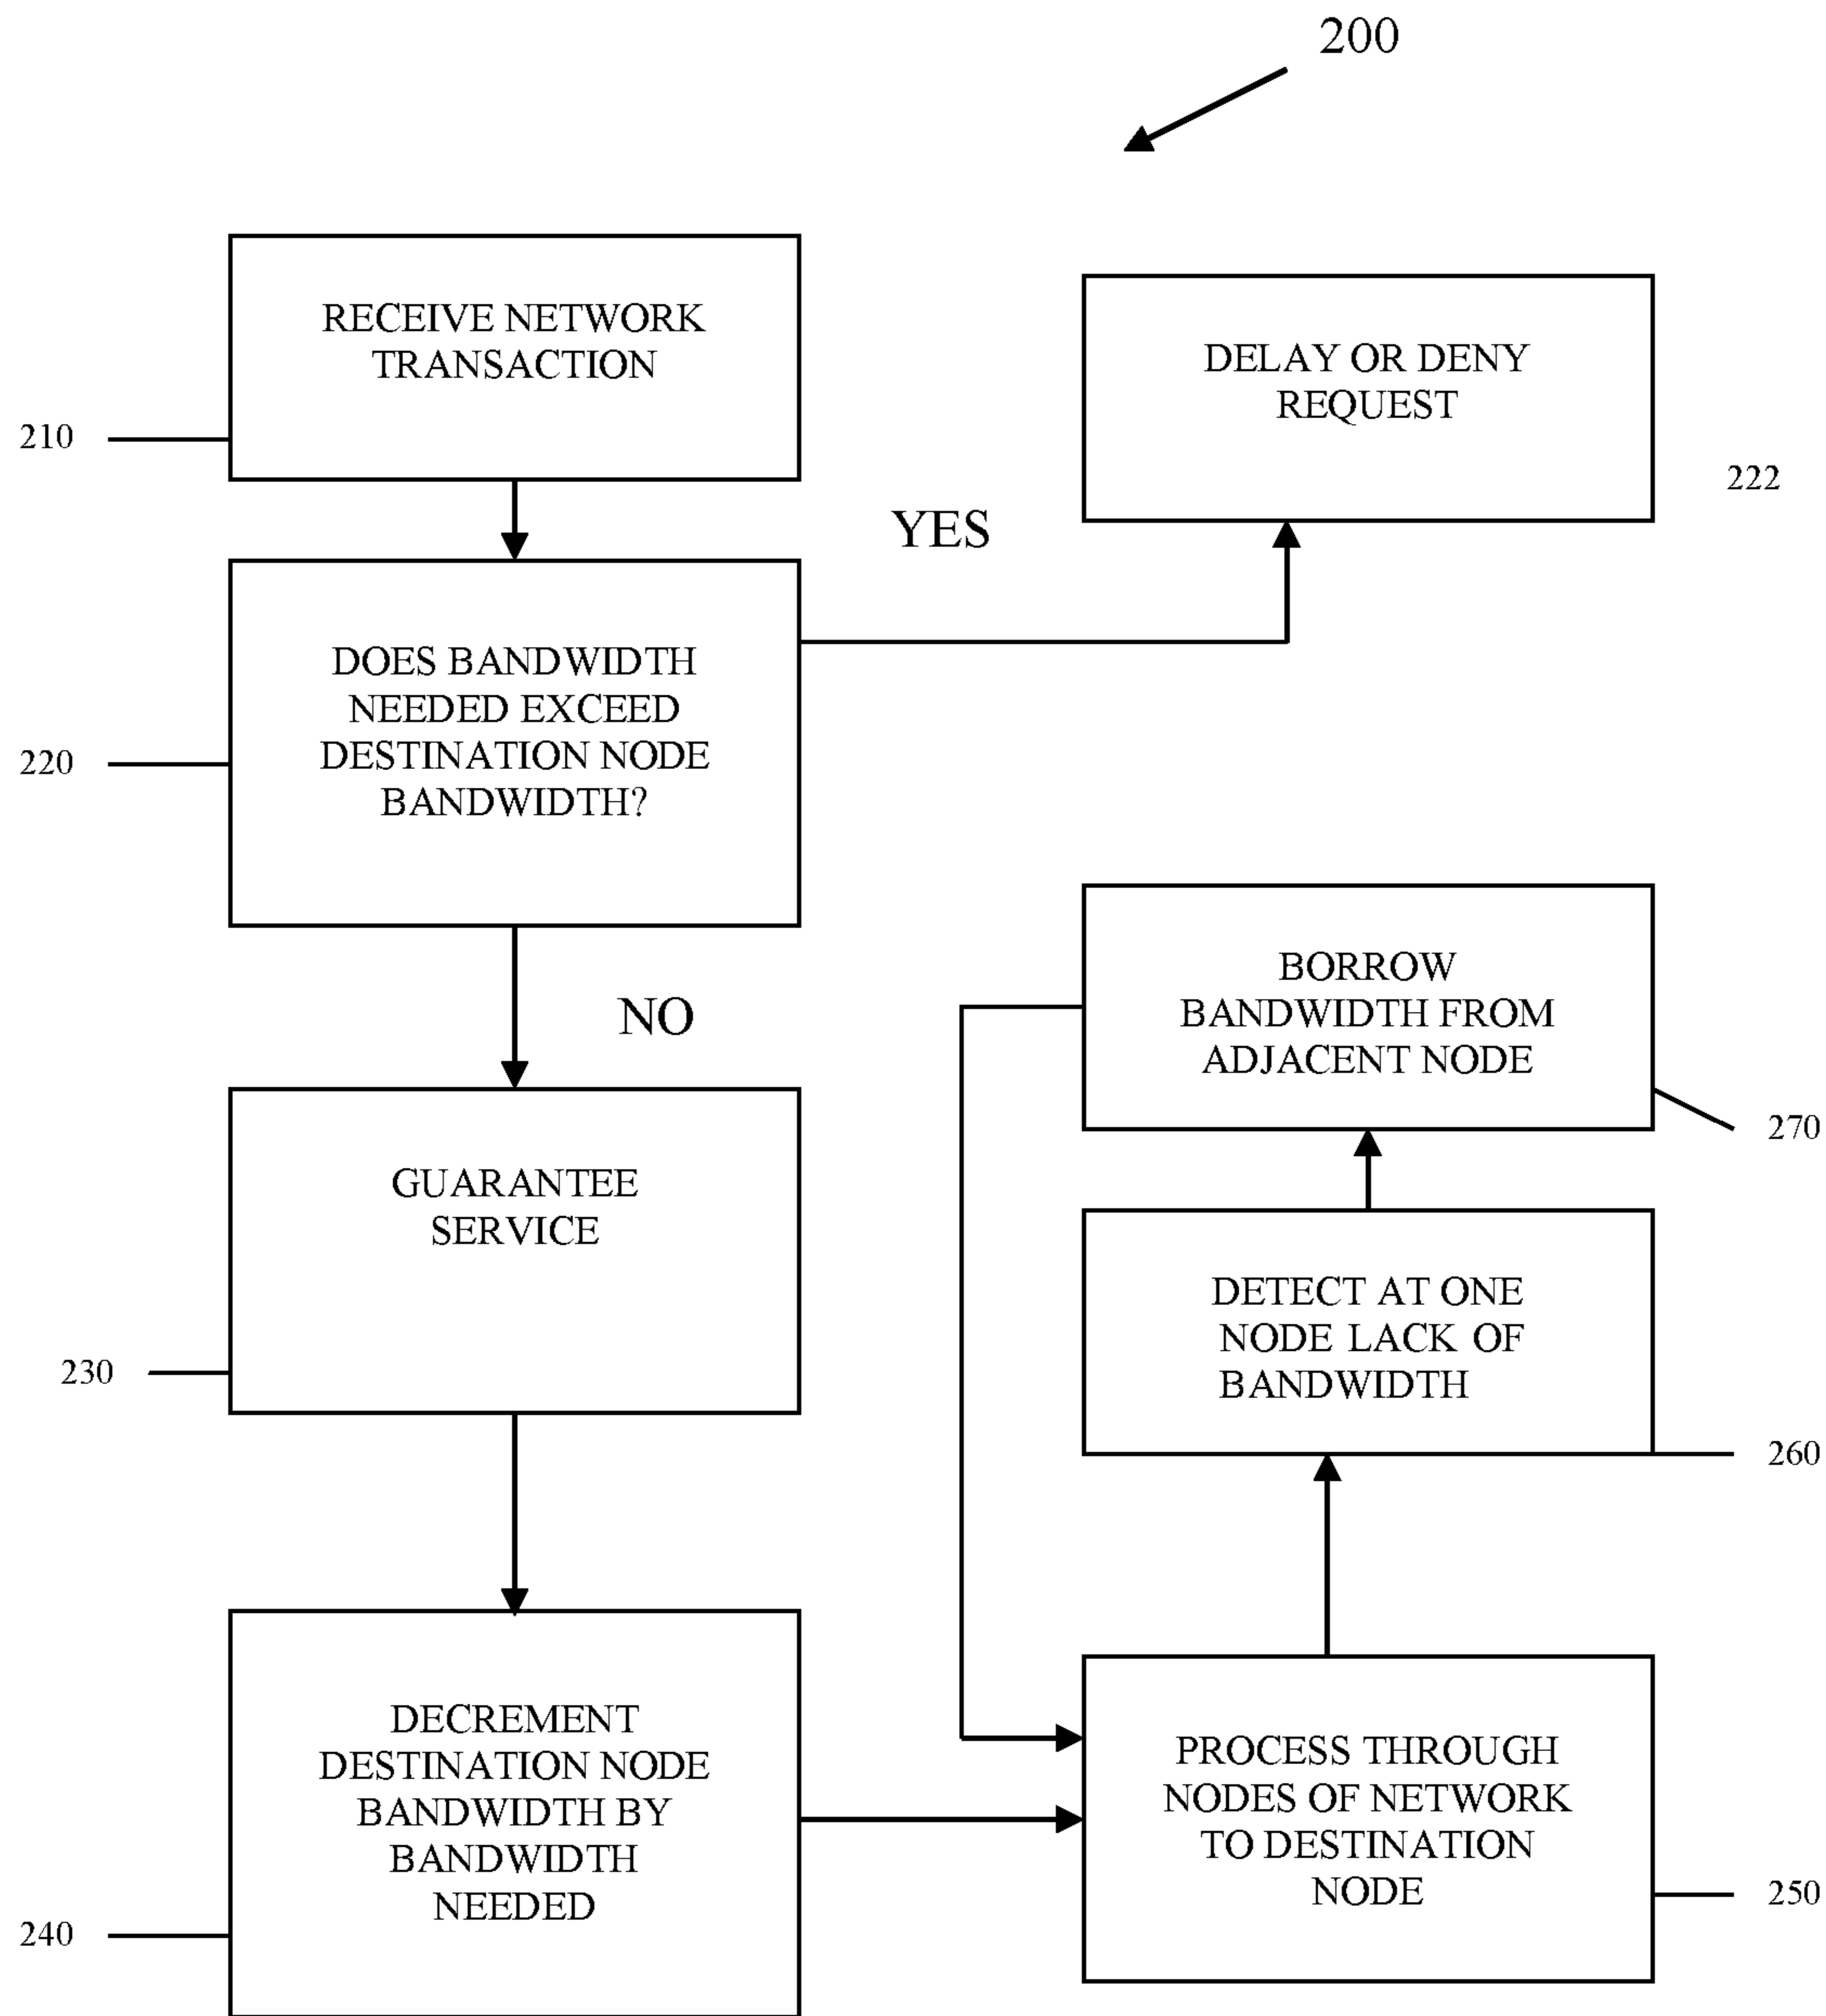 200
RECEIVE NETWORK
TRANSACTION
210
DELAY OR DENY
REQUEST
222
YES
DOES BANDWIDTH
NEEDED EXCEED
DESTINATION NODE
BANDWIDTH?
220
NO
GUARANTEE
SERVICE
230
DECREMENT
DESTINATION NODE
BANDWIDTH BY
BANDWIDTH
NEEDED
240
BORROW
BANDWIDTH FROM
ADJACENT NODE
270
DETECT AT ONE
NODE LACK OF
BANDWIDTH
260
PROCESS THROUGH
NODES OF NETWORK
TO DESTINATION
NODE
250